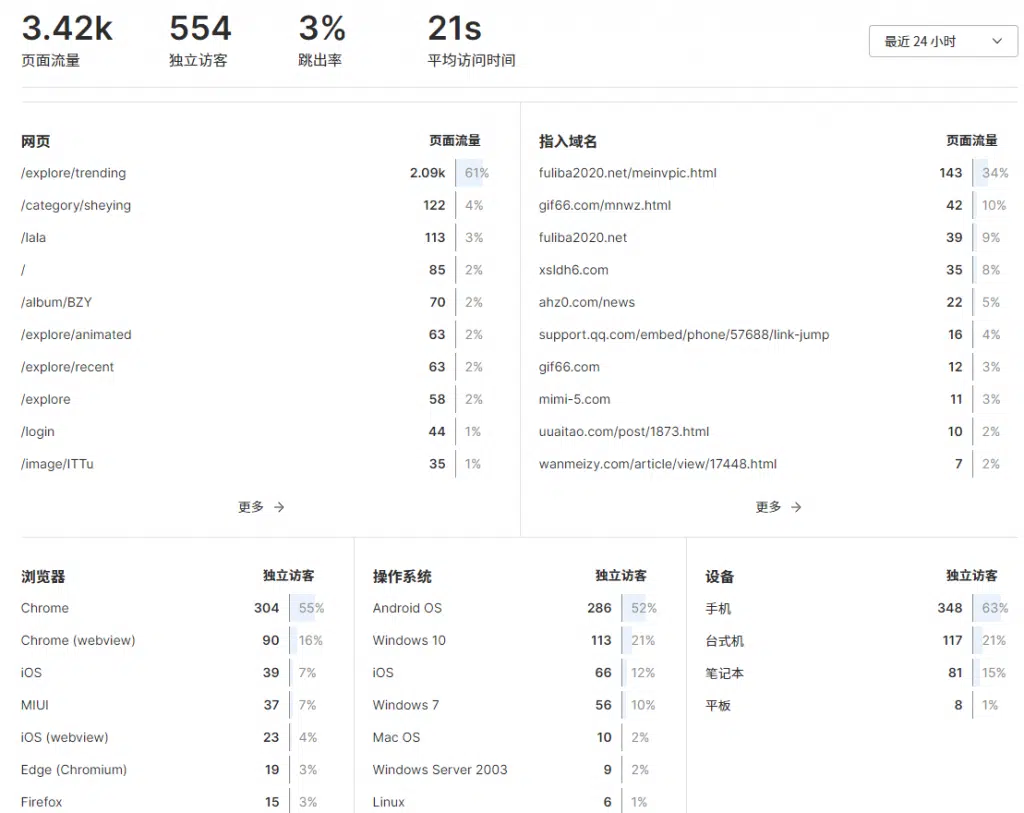 3.42k 554 3% 21s
页面流量 独立访客 跳出率 平均访问时间
最近 24 小时
网页 页面流量
/explore/trending 2.09k 61%
/category/sheying 122 4%
/lala 113 3%
/ 85 2%
/album/BZY 70 2%
/explore/animated 63 2%
/explore/recent 63 2%
/explore 58 2%
/login 44 1%
/image/ITTu 35 1%
更多 →
指入域名 页面流量
fuliba2020.net/meinvpic.html 143 34%
gif66.com/mnwz.html 42 10%
fuliba2020.net 39 9%
xsldh6.com 35 8%
ahz0.com/news 22 5%
support.qq.com/embed/phone/57688/link-jump 16 4%
gif66.com 12 3%
mimi-5.com 11 3%
uuaitao.com/post/1873.html 10 2%
wanmeizy.com/article/view/17448.html 7 2%
更多 →
浏览器 独立访客
Chrome 304 55%
Chrome (webview) 90 16%
iOS 39 7%
MIUI 37 7%
iOS (webview) 23 4%
Edge (Chromium) 19 3%
Firefox 15 3%
操作系统 独立访客
Android OS 286 52%
Windows 10 113 21%
iOS 66 12%
Windows 7 56 10%
Mac OS 10 2%
Windows Server 2003 9 2%
Linux 6 1%
设备 独立访客
手机 348 63%
台式机 117 21%
笔记本 81 15%
平板 8 1%